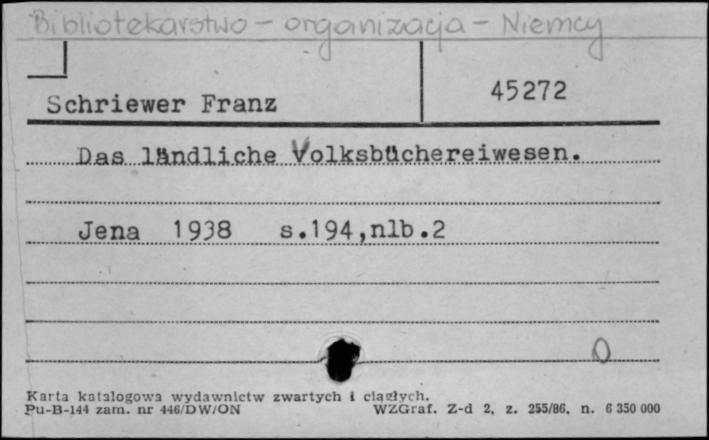 Bibliotekarstwo - organizacja - Niemcy
45272
Schriewer Franz
Das ländliche Volksbüchereiwesen.
Jena 1938 s.194,nlb.2
0
Karta katalogowa wydawnictw zwartych i ciągłych.
Pu-B-144 zam. nr 446/DW/ON WZGraf. Z-d 2, z. 255/86, n. 6 350 000